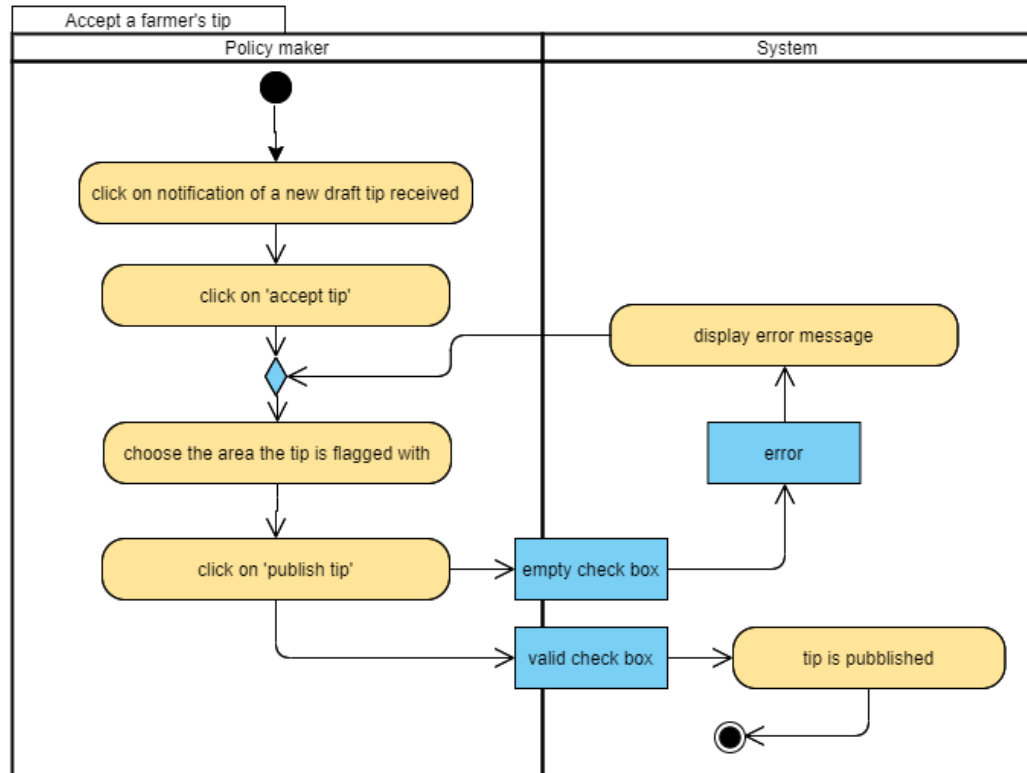 Accept a farmer's tip
Policy maker
System
click on notification of a new draft tip received
click on 'accept tip'
display error message
choose the area the tip is flagged with
error
click on 'publish tip'
empty check box
valid check box
tip is pubblished